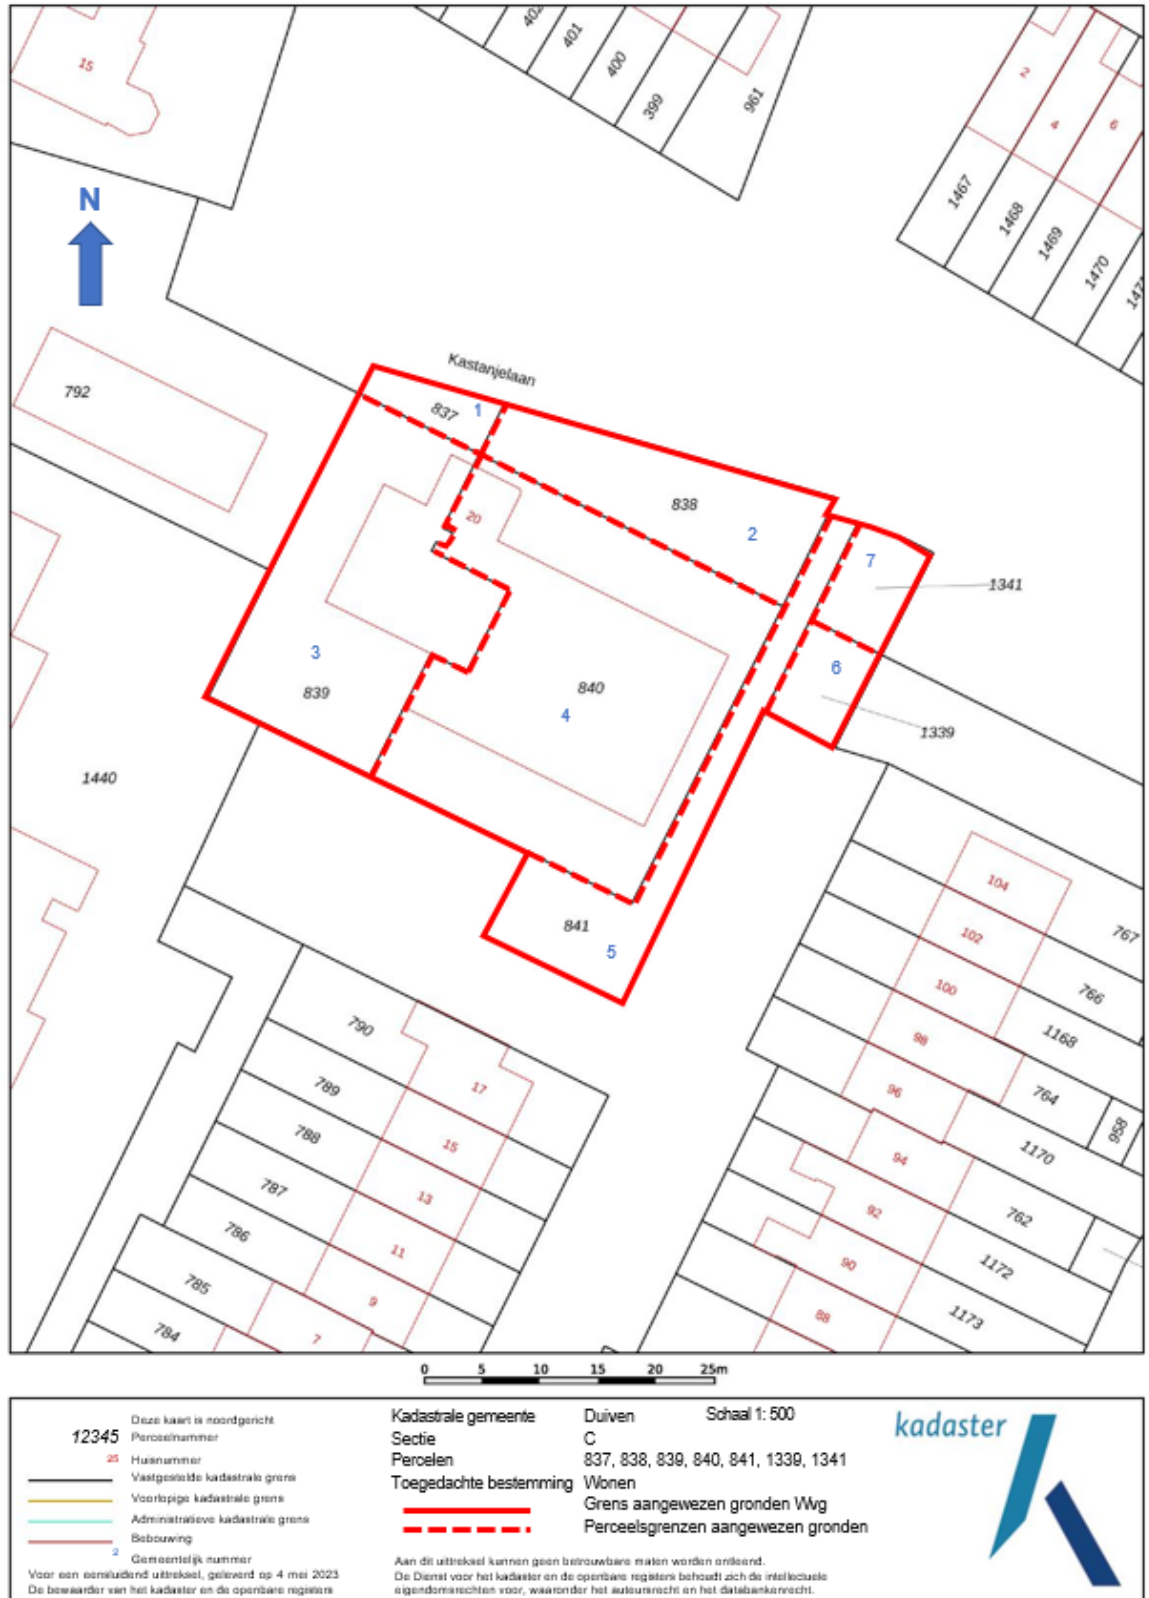 402
401
400
399
961
15
2
4
6
1467
1468
1469
1470
N
792
Kastanjelaan
837
1
838
2
20
7
1341
3
839
840
4
6
1339
1440
841
5
104
102
100
98
96
767
766
1168
764
958
790
789
788
787
786
785
784
17
15
13
11
9
7
94
92
90
88
1170
762
1172
1173
0 5 10 15 20 25m
Deze kaart is noordgericht
12345 Perceelnummer
25 Huisnummer
Vastgestelde kadastrale grens
Voorlopige kadastrale grens
Administratieve kadastrale grens
Bebouwing
2 Gemeentelijk nummer
Voor een eensluidend uittreksel, geleverd op 4 mei 2023
De bewaarder van het kadaster en de openbare registers
Kadastrale gemeente Duiven Schaal 1: 500
Sectie C
Percelen 837, 838, 839, 840, 841, 1339, 1341
Toegedachte bestemming Wonen
Grens aangewezen gronden Wvg
Perceelsgrenzen aangewezen gronden
Aan dit uittreksel kunnen geen betrouwbare maten worden ontleend.
De Dienst voor het kadaster en de openbare registers behoudt zich de intellectuele
eigendomsrechten voor, waaronder het auteursrecht en het databankenrecht.
kadaster